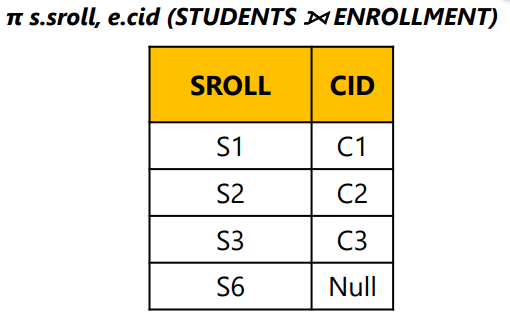 π s.sroll, e.cid (STUDENTS ⟕ ENROLLMENT)
SROLL CID
S1 C1
S2 C2
S3 C3
S6 Null